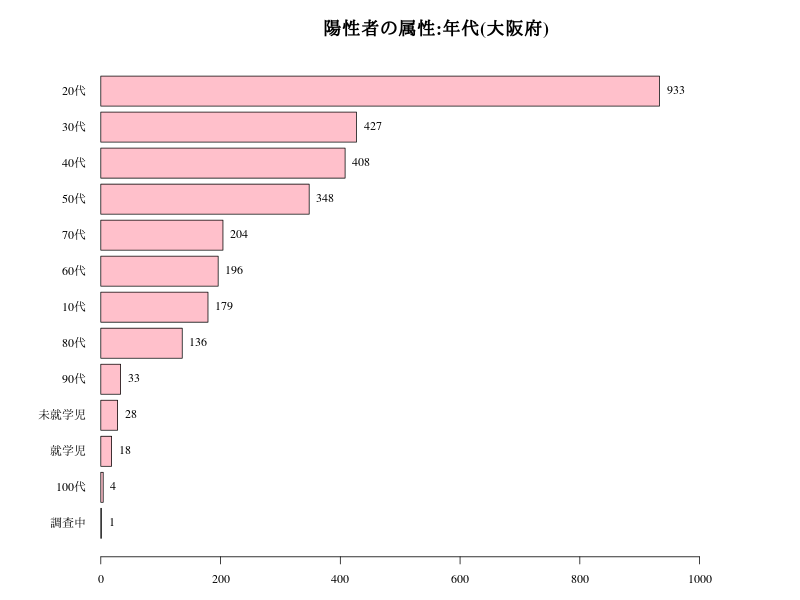 陽性者の属性:年代(大阪府)
20代 933
30代 427
40代 408
50代 348
70代 204
60代 196
10代 179
80代 136
90代 33
未就学児 28
就学児 18
100代 4
調査中 1
0 200 400 600 800 1000